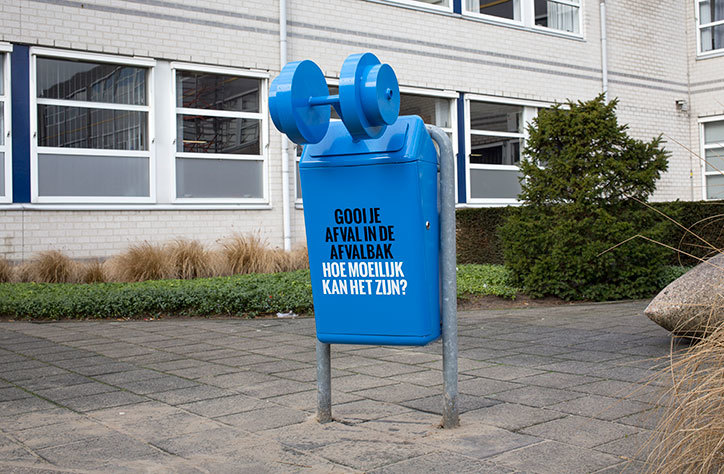 GOOI JE
AFVAL IN DE
AFVALBAK
HOE MOEILIJK
KAN HET ZIJN?